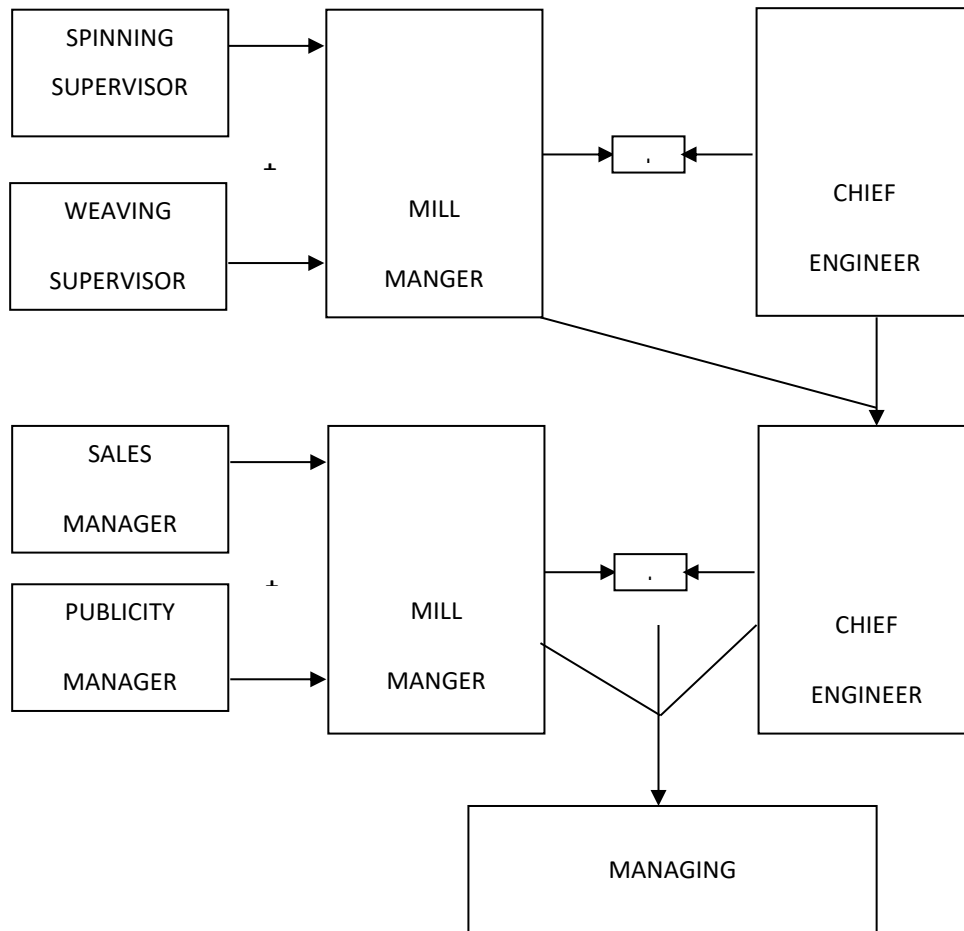 SPINNING
SUPERVISOR
MILL
MANGER
CHIEF
ENGINEER
WEAVING
SUPERVISOR
SALES
MANAGER
MILL
MANGER
CHIEF
ENGINEER
PUBLICITY
MANAGER
MANAGING